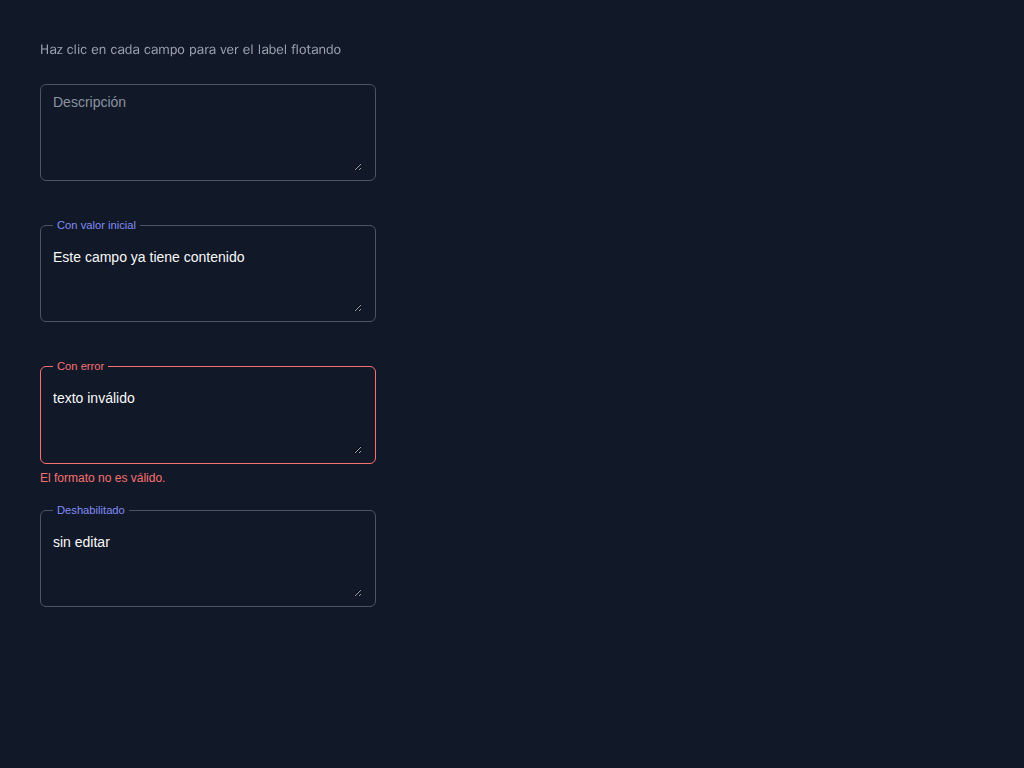 Haz clic en cada campo para ver el label flotando
Descripción
Con valor inicial
Este campo ya tiene contenido
Con error
texto inválido
El formato no es válido.
Deshabilitado
sin editar